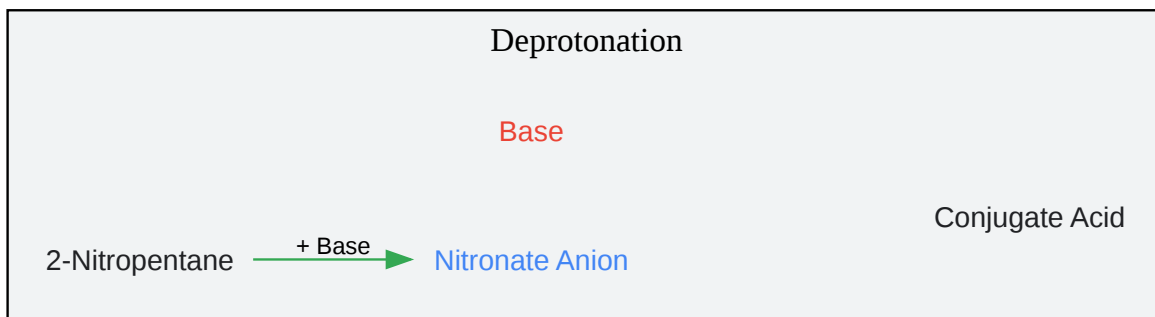 Deprotonation
Base
Conjugate Acid
+ Base
2-Nitropentane
Nitronate Anion